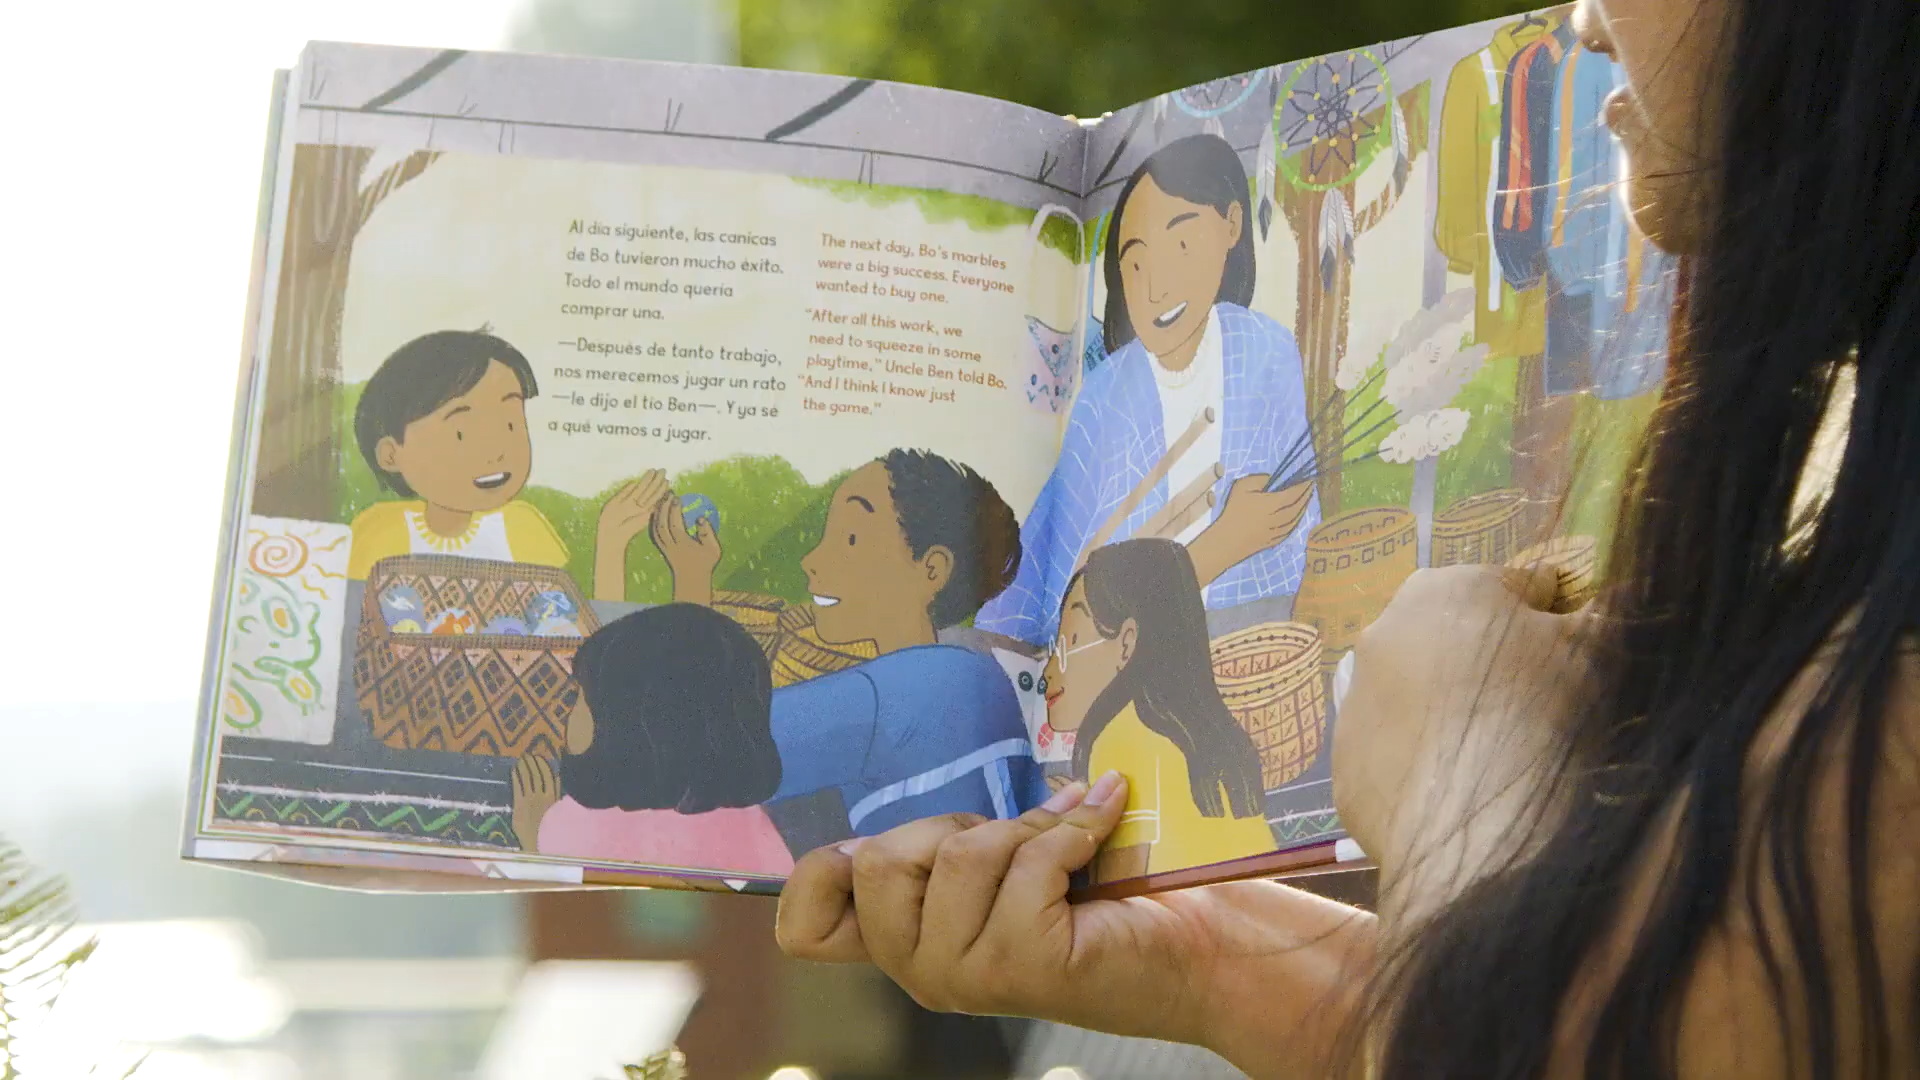 Al día siguiente, las canicas
de Bo tuvieron mucho éxito.
Todo el mundo quería
comprar una.
—Después de tanto trabajo,
nos merecemos jugar un rato
—le dijo el tío Ben—. Y ya sé
a qué vamos a jugar.
The next day, Bo's marbles
were a big success. Everyone
wanted to buy one.
"After all this work, we
need to squeeze in some
playtime," Uncle Ben told Bo.
"And I think I know just
the game."